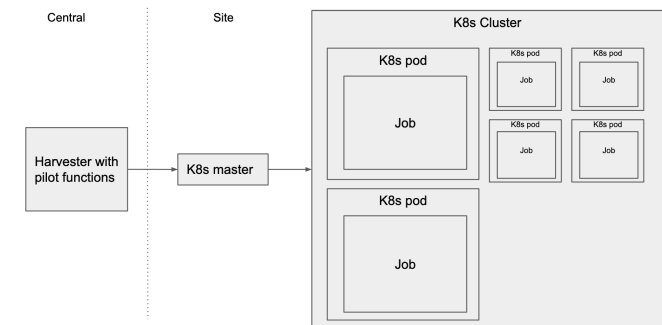 Central
Site
K8s Cluster
Harvester with
pilot functions
K8s master
K8s pod
Job
K8s pod
Job
K8s pod
Job
K8s pod
Job
K8s pod
Job
K8s pod
Job